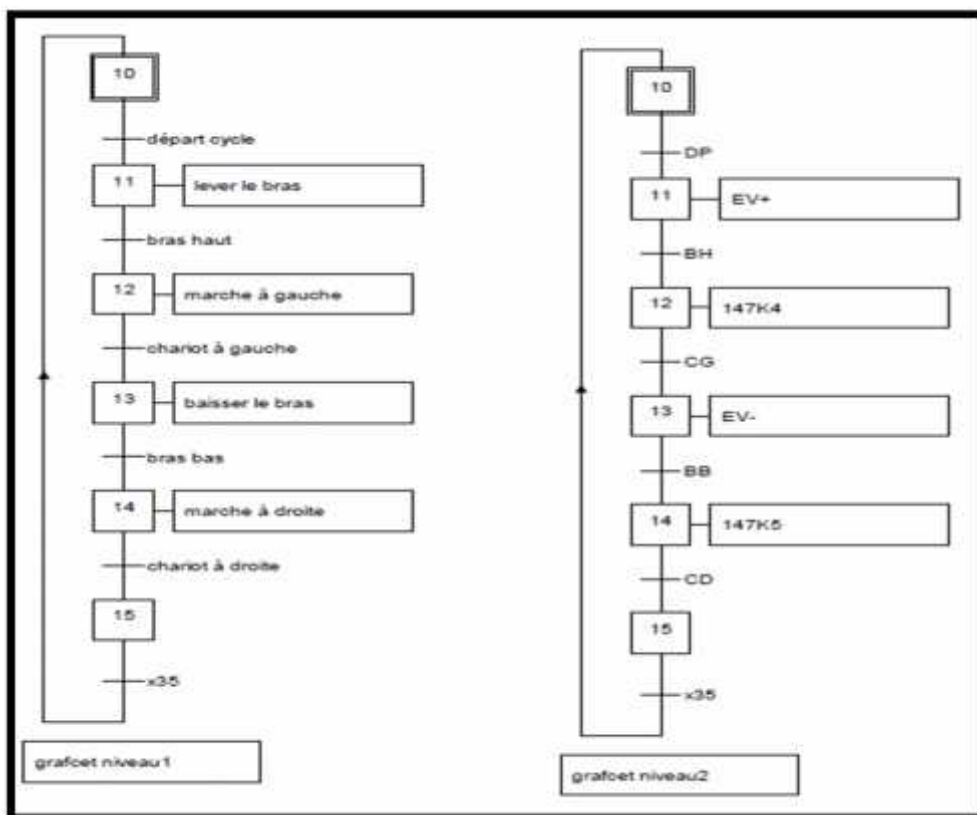 10
départ cycle
11
lever le bras
bras haut
12
marche à gauche
chariot à gauche
13
baisser le bras
bras bas
14
marche à droite
chariot à droite
15
x35
grafcet niveau1
10
DP
11
EV+
BH
12
147K4
CG
13
EV-
BB
14
147K5
CD
15
x35
grafcet niveau2